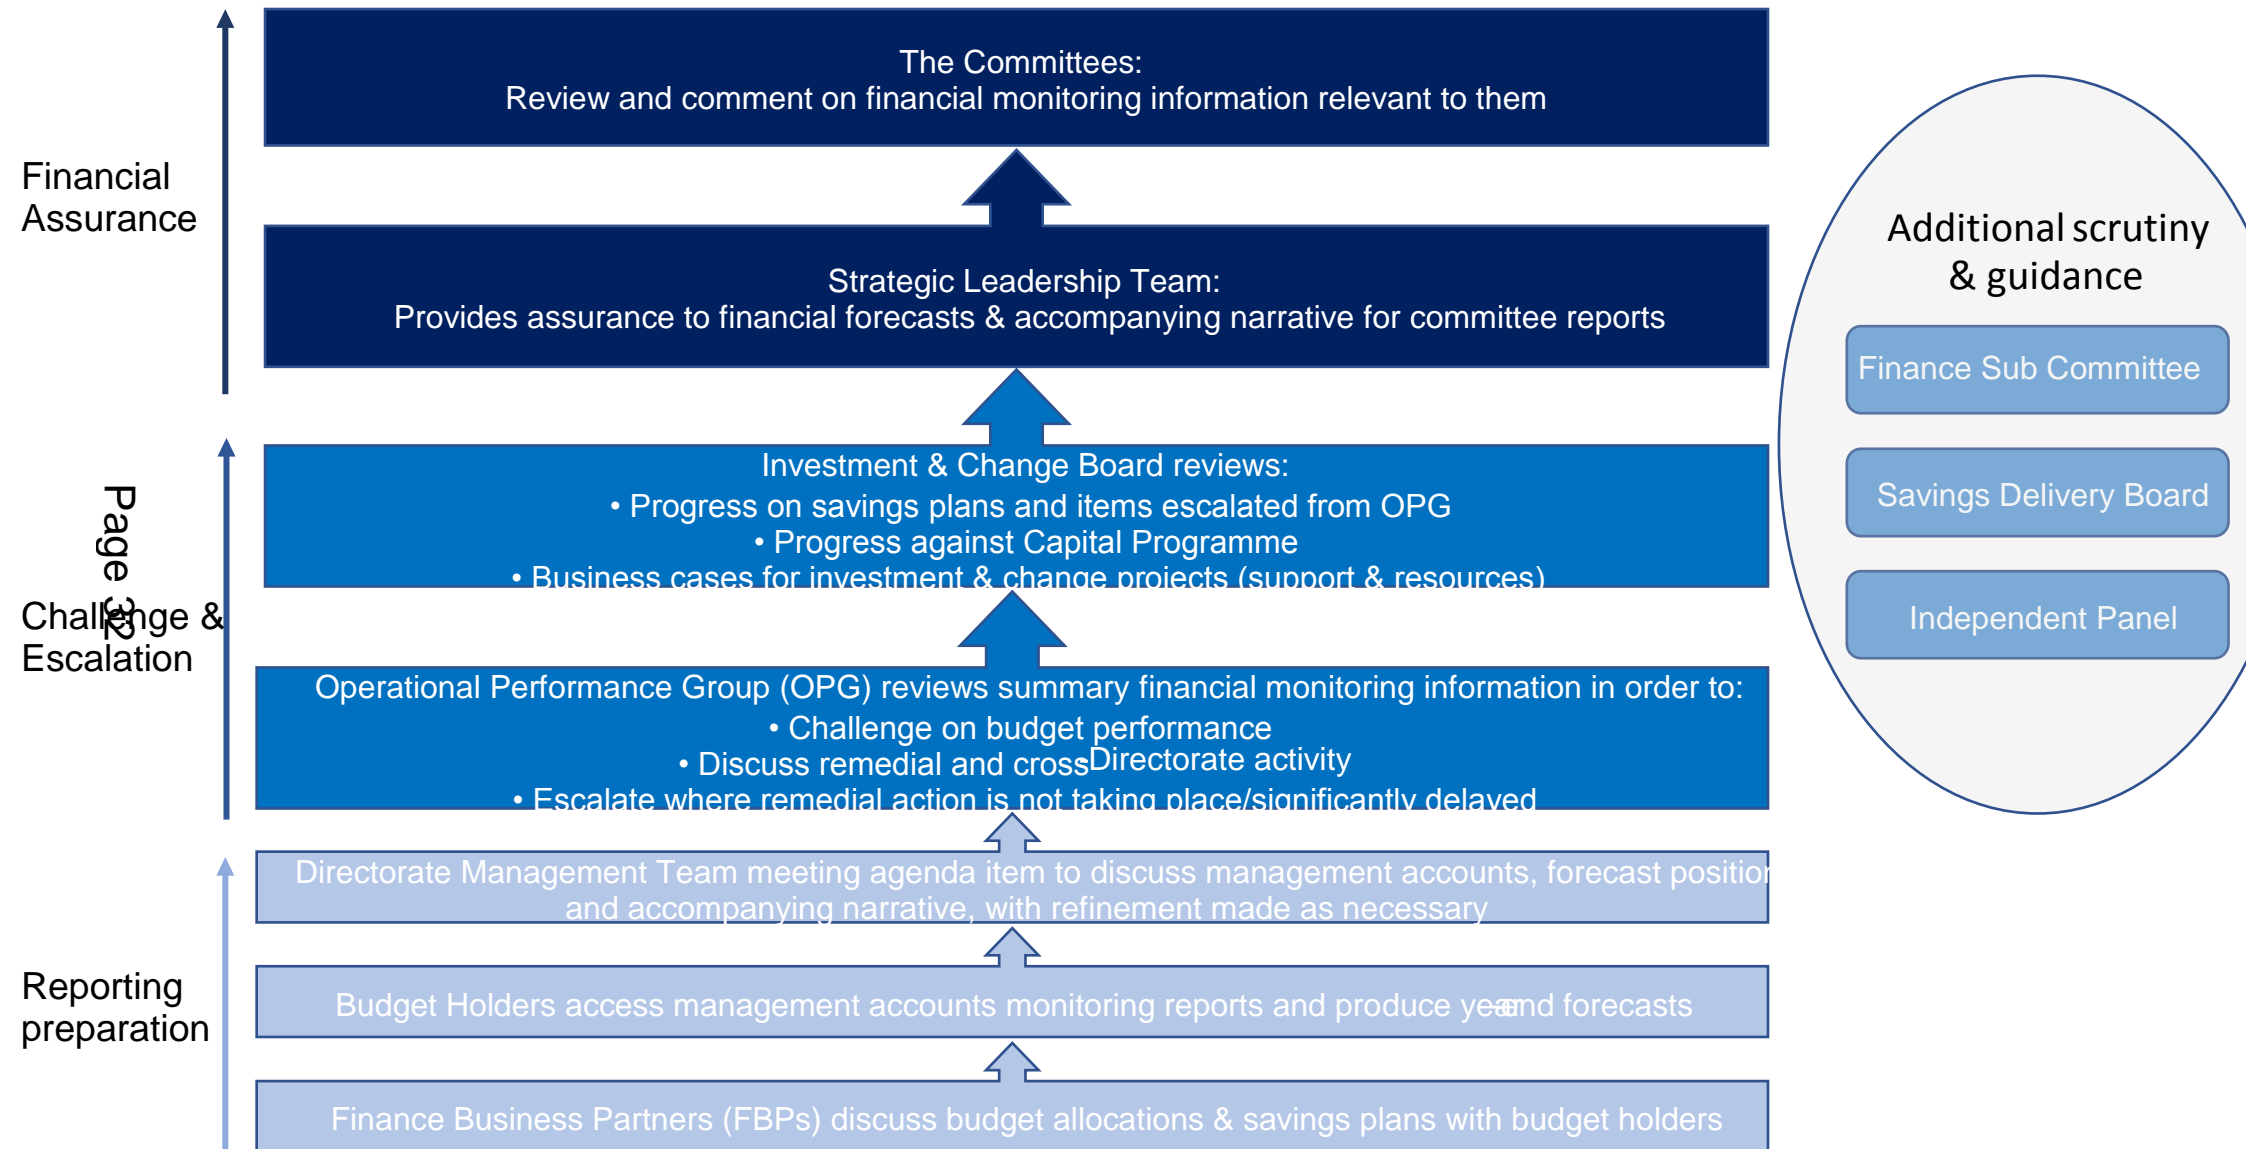 The Committees:
Review and comment on financial monitoring information relevant to them
Financial
Assurance
Strategic Leadership Team:
Provides assurance to financial forecasts & accompanying narrative for committee reports
Investment & Change Board reviews:
• Progress on savings plans and items escalated from OPG
• Progress against Capital Programme
• Business cases for investment & change projects (support & resources)
Page 32
Challenge &
Escalation
Operational Performance Group (OPG) reviews summary financial monitoring information in order to:
• Challenge on budget performance
• Discuss remedial and cross-Directorate activity
• Escalate where remedial action is not taking place/significantly delayed
Directorate Management Team meeting agenda item to discuss management accounts, forecast position
and accompanying narrative, with refinement made as necessary
Reporting
preparation
Budget Holders access management accounts monitoring reports and produce year-end forecasts
Finance Business Partners (FBPs) discuss budget allocations & savings plans with budget holders
Additional scrutiny
& guidance
Finance Sub Committee
Savings Delivery Board
Independent Panel